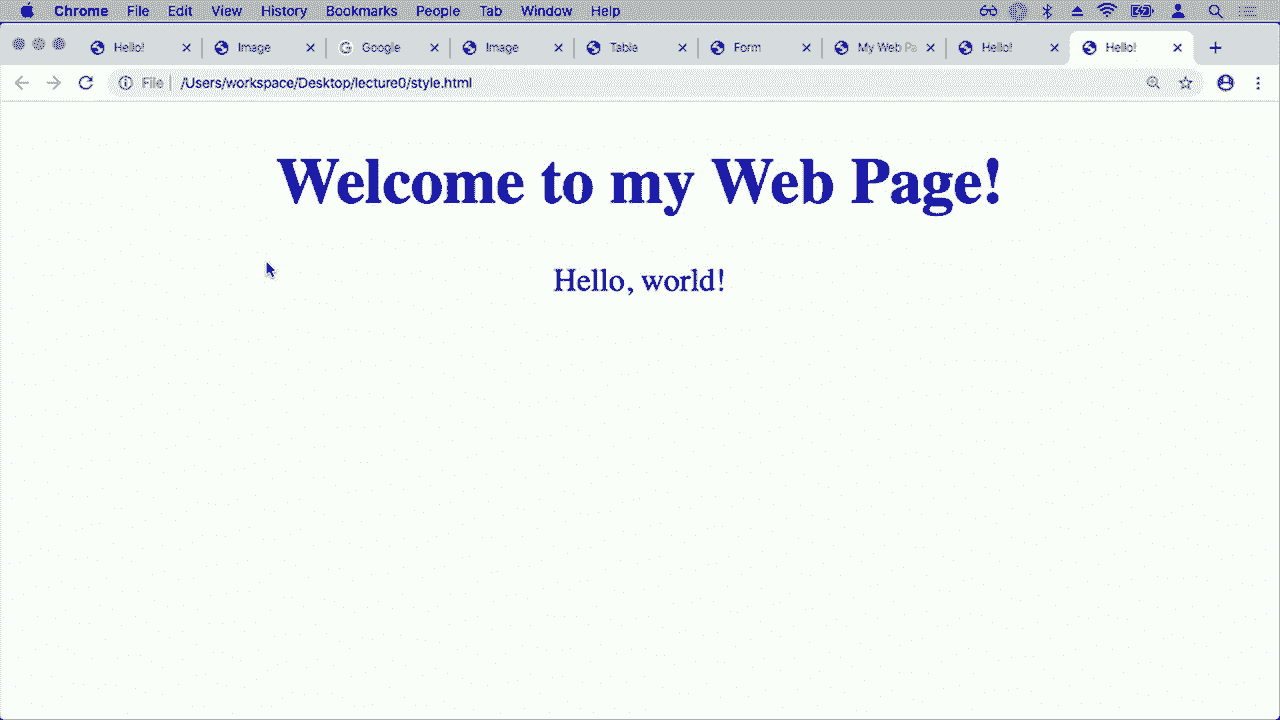 Chrome File Edit View History Bookmarks People Tab Window Help
Hello! Image Google Image Table Form My Web Pa Hello! Hello!
File /Users/workspace/Desktop/lecture0/style.html
Welcome to my Web Page!
Hello, world!